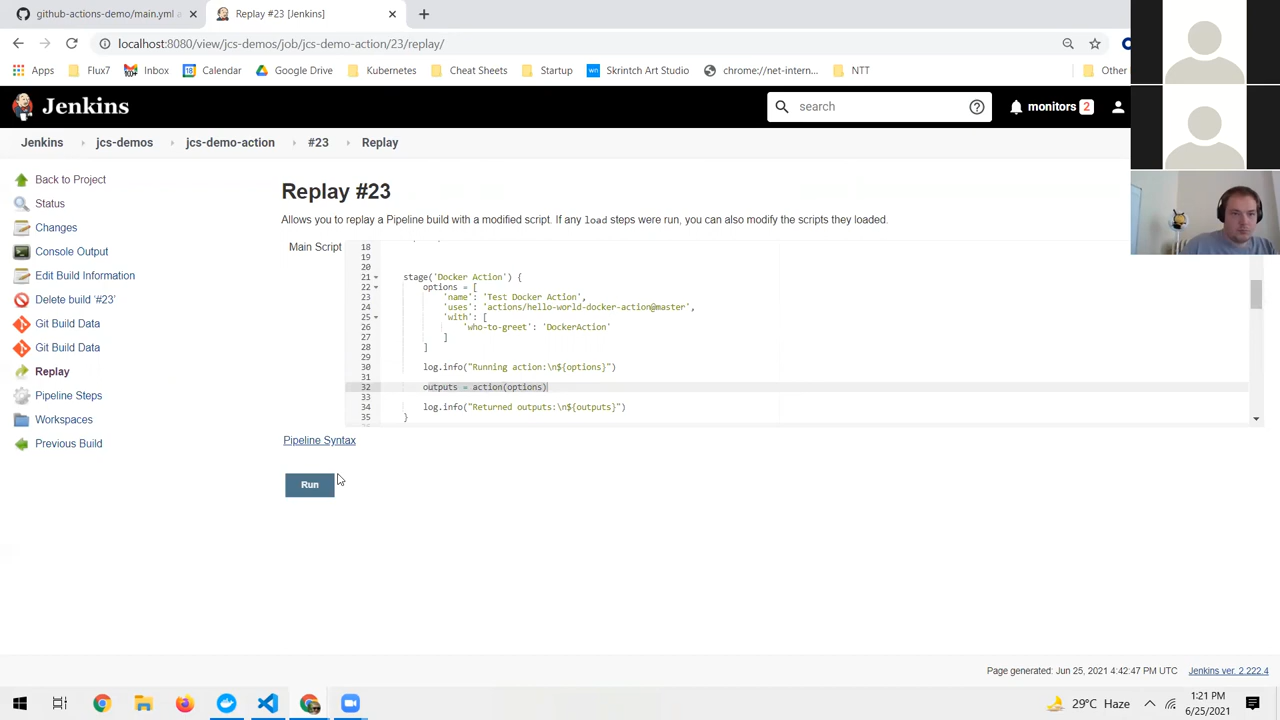 github-actions-demo/main.yml a
Replay #23 [Jenkins]
localhost:8080/view/jcs-demos/job/jcs-demo-action/23/replay/
Apps
Flux7
Inbox
Calendar
Google Drive
Kubernetes
Cheat Sheets
Startup
Skrintch Art Studio
chrome://net-intern...
NTT
Other
Jenkins
search
monitors 2
Jenkins
jcs-demos
jcs-demo-action
#23
Replay
Back to Project
Status
Changes
Console Output
Edit Build Information
Delete build '#23'
Git Build Data
Git Build Data
Replay
Pipeline Steps
Workspaces
Previous Build
Replay #23
Allows you to replay a Pipeline build with a modified script. If any load steps were run, you can also modify the scripts they loaded.
Main Script
18
19
20
21 stage('Docker Action') {
22 options = [
23 'name': 'Test Docker Action',
24 'uses': 'actions/hello-world-docker-action@master',
25 'with': [
26 'who-to-greet': 'DockerAction'
27 ]
28 ]
29
30 log.info("Running action:\n${options}")
31
32 outputs = action(options)
33
34 log.info("Returned outputs:\n${outputs}")
35 }
Pipeline Syntax
Run
Page generated: Jun 25, 2021 4:42:47 PM UTC
Jenkins ver. 2.222.4
29°C Haze
1:21 PM
6/25/2021